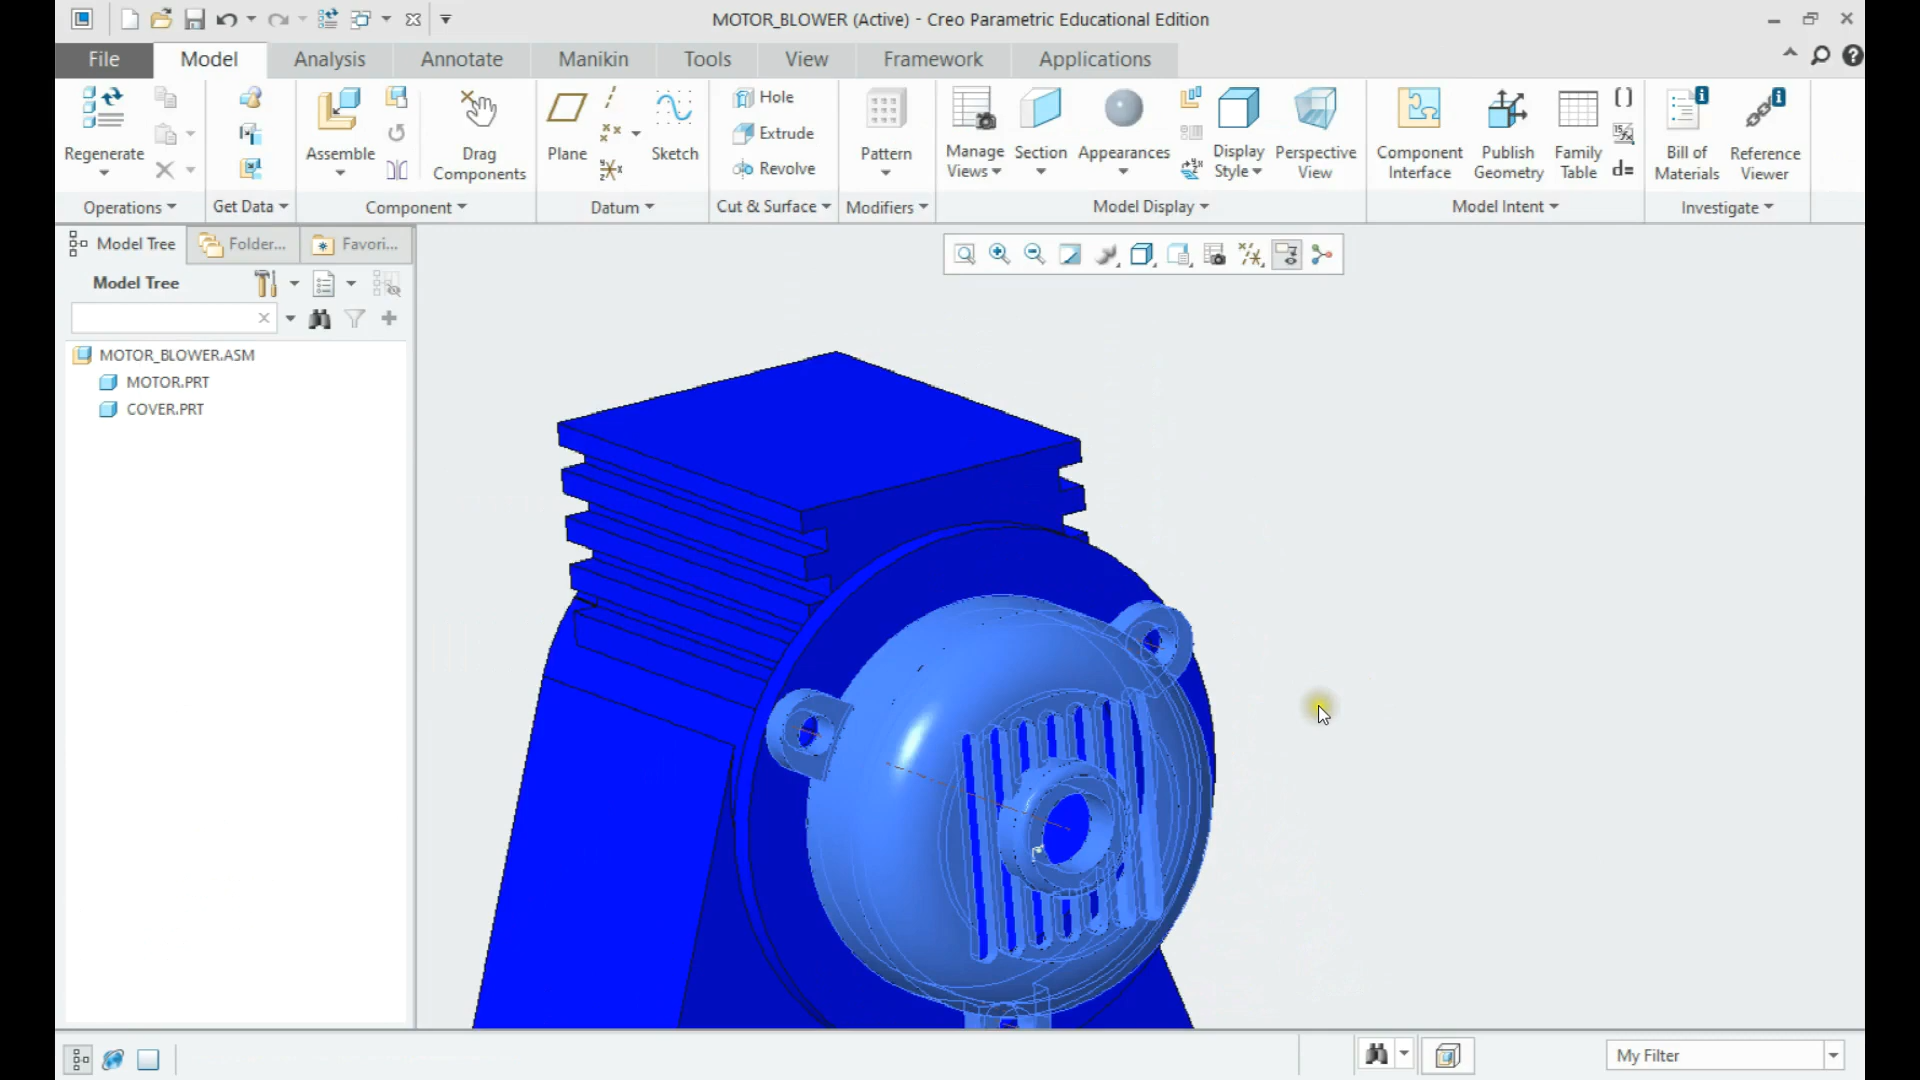 MOTOR_BLOWER (Active) - Creo Parametric Educational Edition
File Model Analysis Annotate Manikin Tools View Framework Applications
Regenerate
Assemble
Drag Components
Plane
Sketch
Hole
Extrude
Revolve
Pattern
Manage Views
Section
Appearances
Display Style
Perspective View
Component Interface
Publish Geometry
Family Table
d=
Bill of Materials
Reference Viewer
Operations Get Data Component Datum Cut & Surface Modifiers Model Display Model Intent Investigate
Model Tree Folder... Favori...
Model Tree
MOTOR_BLOWER.ASM
MOTOR.PRT
COVER.PRT
My Filter